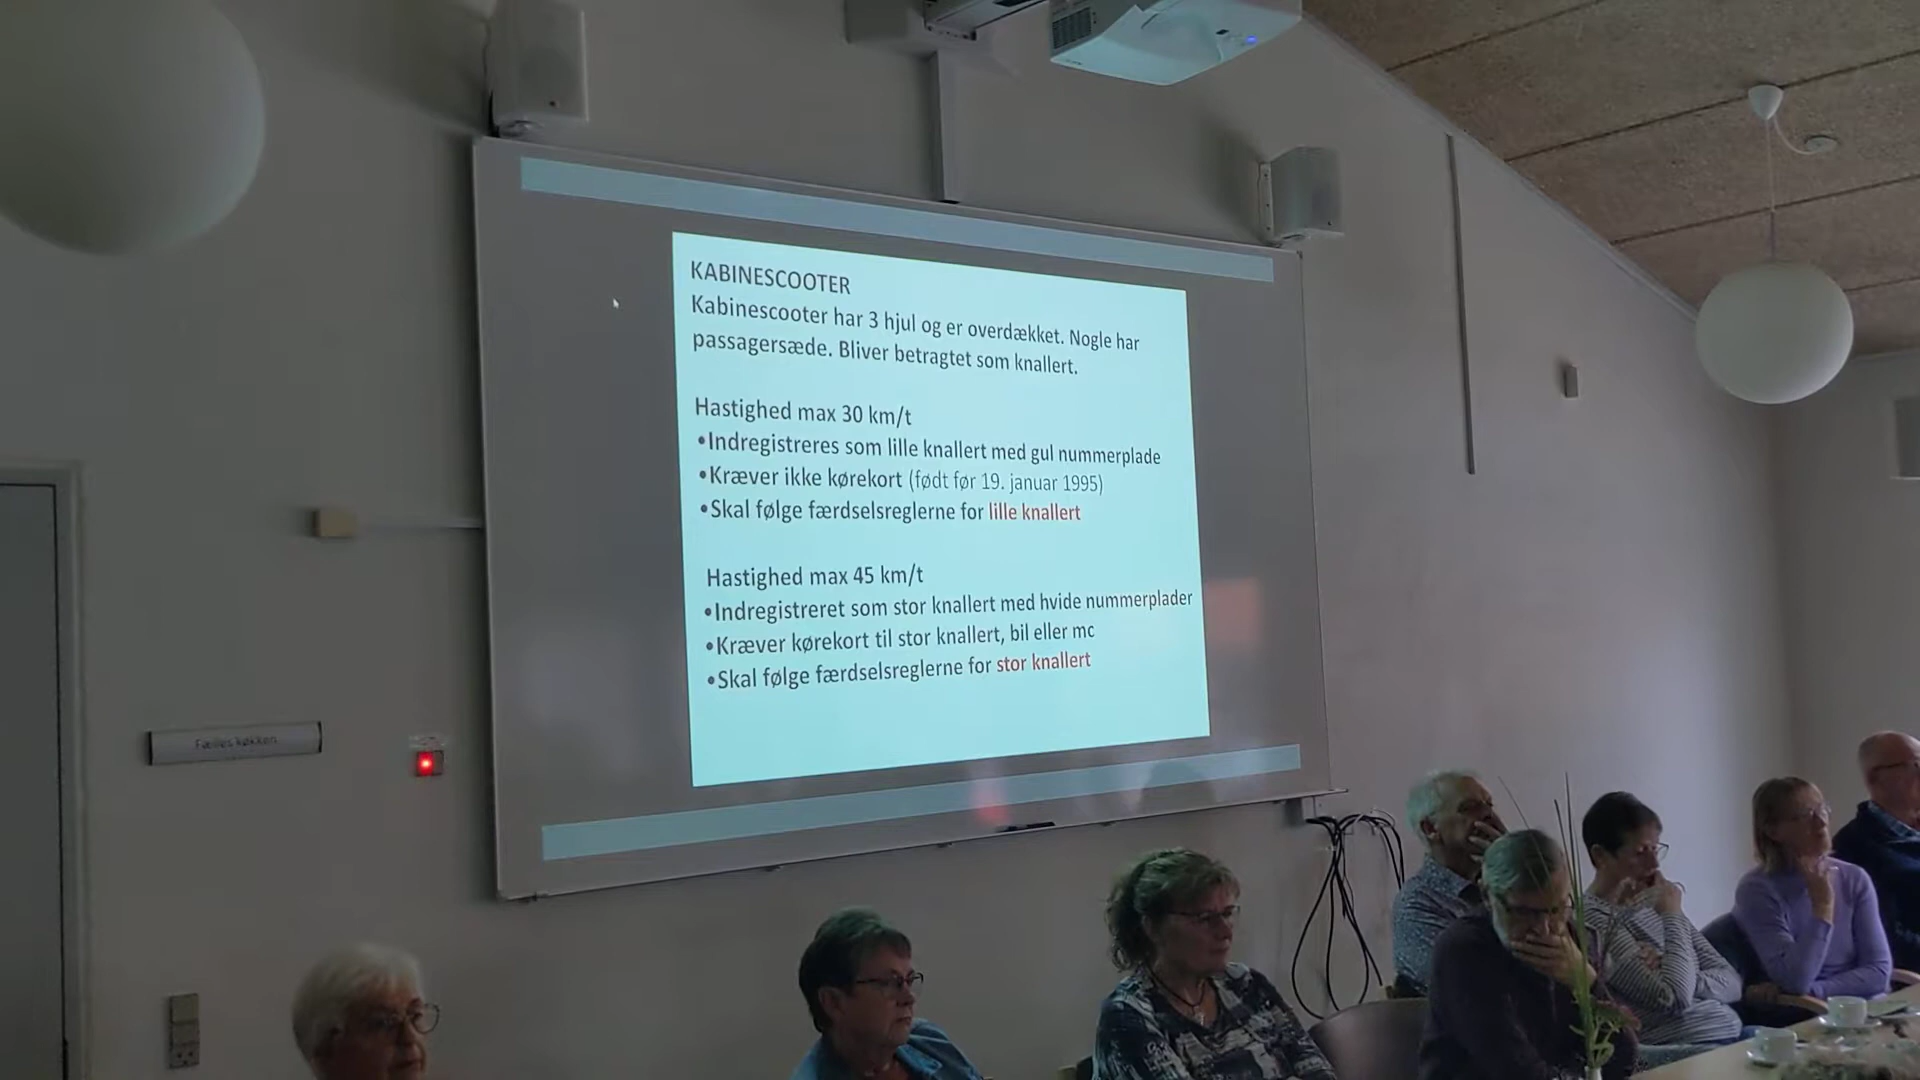 KABINESCOOTER
Kabinescooter har 3 hjul og er overdækket. Nogle har
passagersæde. Bliver betragtet som knallert.
Hastighed max 30 km/t
•Indregistreres som lille knallert med gul nummerplade
•Kræver ikke kørekort (født før 19. januar 1995)
•Skal følge færdselsreglerne for lille knallert
Hastighed max 45 km/t
•Indregistreret som stor knallert med hvide nummerplader
•Kræver kørekort til stor knallert, bil eller mc
•Skal følge færdselsreglerne for stor knallert
Fælles køkken